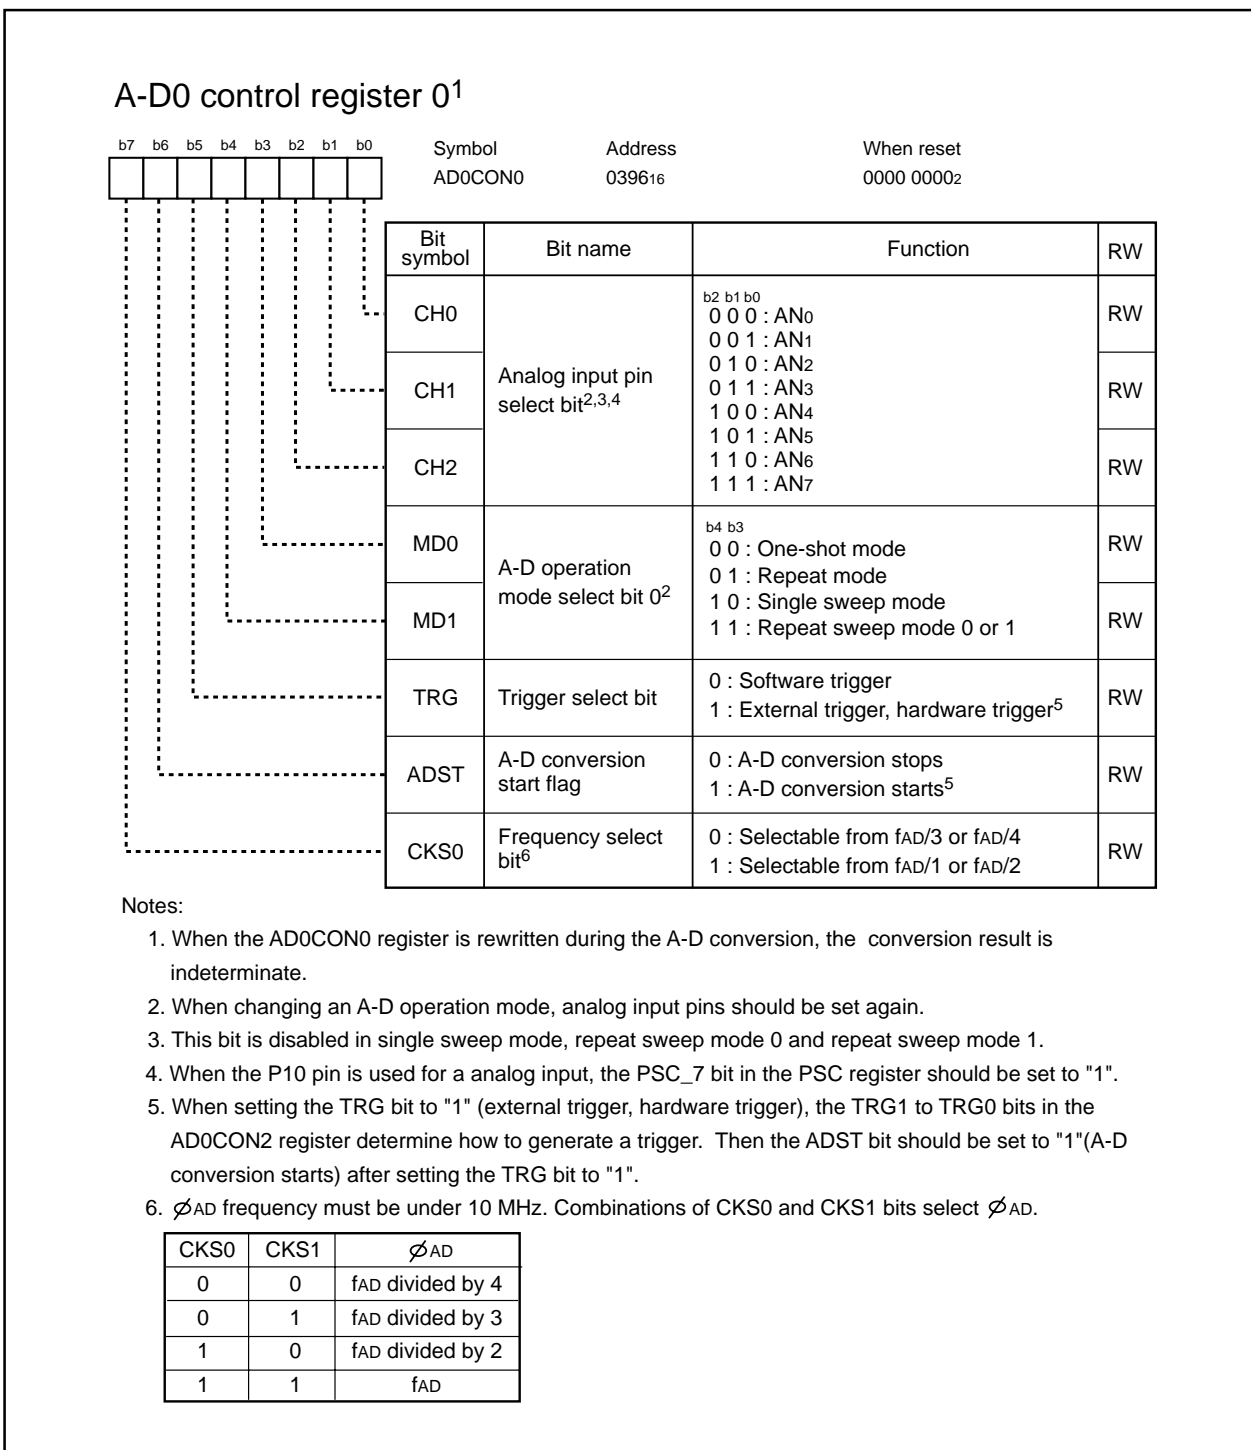 A-D0 control register 0¹
b7 b6 b5 b4 b3 b2 b1 b0
Symbol Address When reset
AD0CON0 0396₁₆ 0000 0000₂
Bit symbol Bit name Function RW
CH0 RW
CH1 RW
CH2 RW
Analog input pin
select bit²,³,⁴
b2 b1 b0
0 0 0 : AN₀
0 0 1 : AN₁
0 1 0 : AN₂
0 1 1 : AN₃
1 0 0 : AN₄
1 0 1 : AN₅
1 1 0 : AN₆
1 1 1 : AN₇
MD0 RW
MD1 RW
A-D operation
mode select bit 0²
b4 b3
0 0 : One-shot mode
0 1 : Repeat mode
1 0 : Single sweep mode
1 1 : Repeat sweep mode 0 or 1
TRG Trigger select bit RW
0 : Software trigger
1 : External trigger, hardware trigger⁵
ADST RW
A-D conversion
start flag
0 : A-D conversion stops
1 : A-D conversion starts⁵
CKS0 RW
Frequency select
bit⁶
0 : Selectable from fAD/3 or fAD/4
1 : Selectable from fAD/1 or fAD/2
Notes:
1. When the AD0CON0 register is rewritten during the A-D conversion, the conversion result is
indeterminate.
2. When changing an A-D operation mode, analog input pins should be set again.
3. This bit is disabled in single sweep mode, repeat sweep mode 0 and repeat sweep mode 1.
4. When the P10 pin is used for a analog input, the PSC_7 bit in the PSC register should be set to "1".
5. When setting the TRG bit to "1" (external trigger, hardware trigger), the TRG1 to TRG0 bits in the
AD0CON2 register determine how to generate a trigger. Then the ADST bit should be set to "1"(A-D
conversion starts) after setting the TRG bit to "1".
6. ØAD frequency must be under 10 MHz. Combinations of CKS0 and CKS1 bits select ØAD.
CKS0 CKS1 ØAD
0 0 fAD divided by 4
0 1 fAD divided by 3
1 0 fAD divided by 2
1 1 fAD